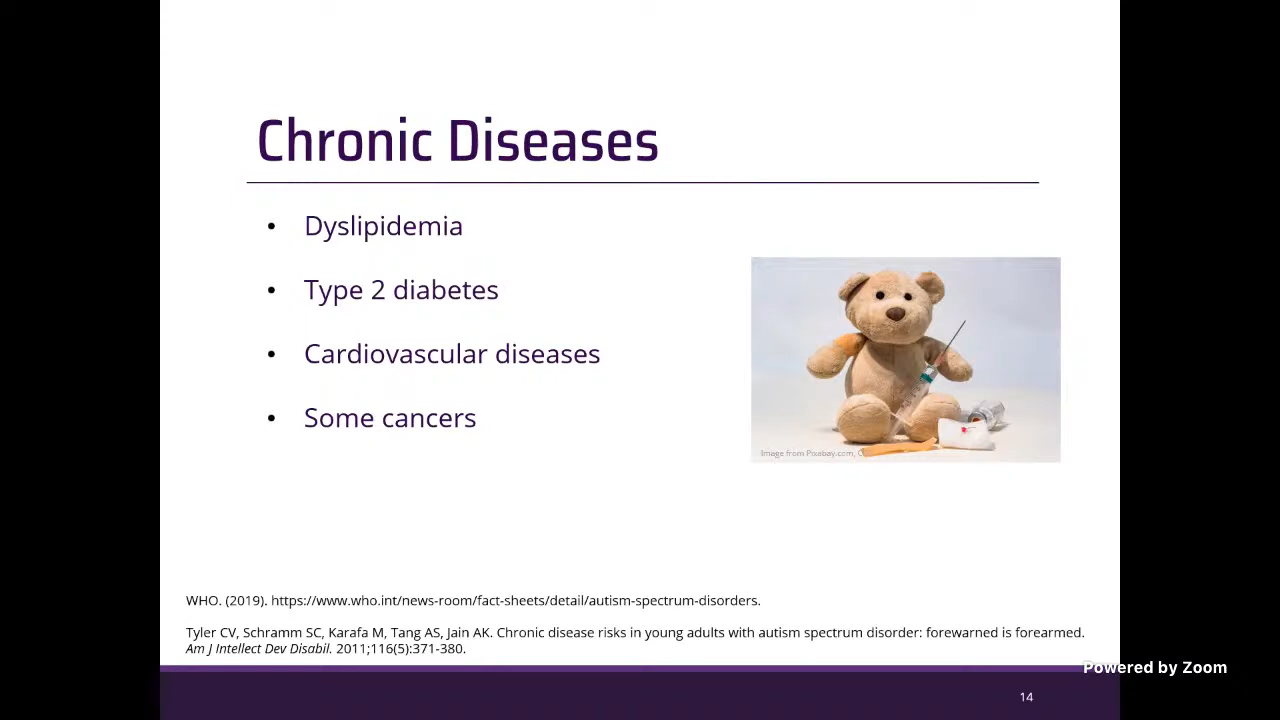 Chronic Diseases
• Dyslipidemia
• Type 2 diabetes
• Cardiovascular diseases
• Some cancers
Image from Pixabay.com,
WHO. (2019). https://www.who.int/news-room/fact-sheets/detail/autism-spectrum-disorders.
Tyler CV, Schramm SC, Karafa M, Tang AS, Jain AK. Chronic disease risks in young adults with autism spectrum disorder: forewarned is forearmed.
Am J Intellect Dev Disabil. 2011;116(5):371-380.
Powered by Zoom
14